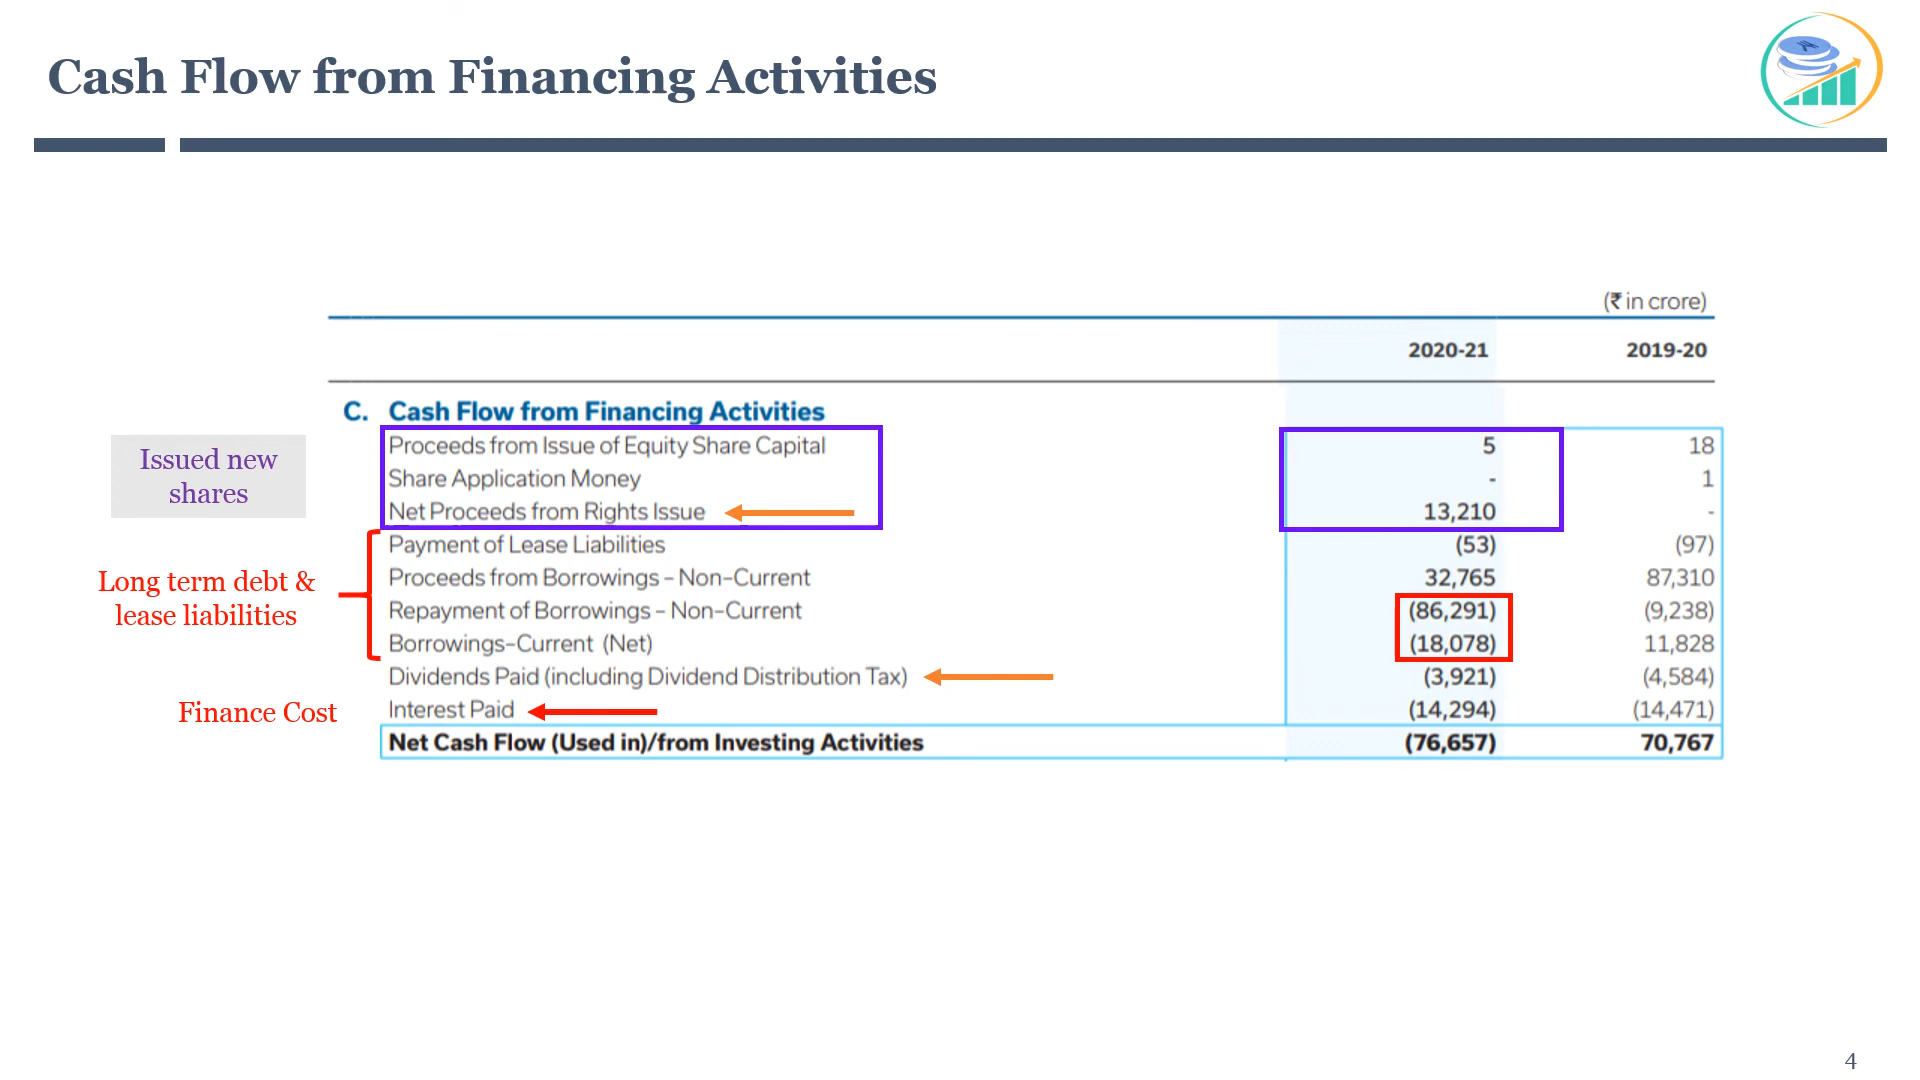 Cash Flow from Financing Activities
(₹ in crore)
2020-21 2019-20
C. Cash Flow from Financing Activities
Proceeds from Issue of Equity Share Capital 5 18
Share Application Money - 1
Net Proceeds from Rights Issue 13,210 -
Payment of Lease Liabilities (53) (97)
Proceeds from Borrowings – Non-Current 32,765 87,310
Repayment of Borrowings – Non-Current (86,291) (9,238)
Borrowings-Current (Net) (18,078) 11,828
Dividends Paid (including Dividend Distribution Tax) (3,921) (4,584)
Interest Paid (14,294) (14,471)
Net Cash Flow (Used in)/from Investing Activities (76,657) 70,767
Issued new
shares
Long term debt &
lease liabilities
Finance Cost
4